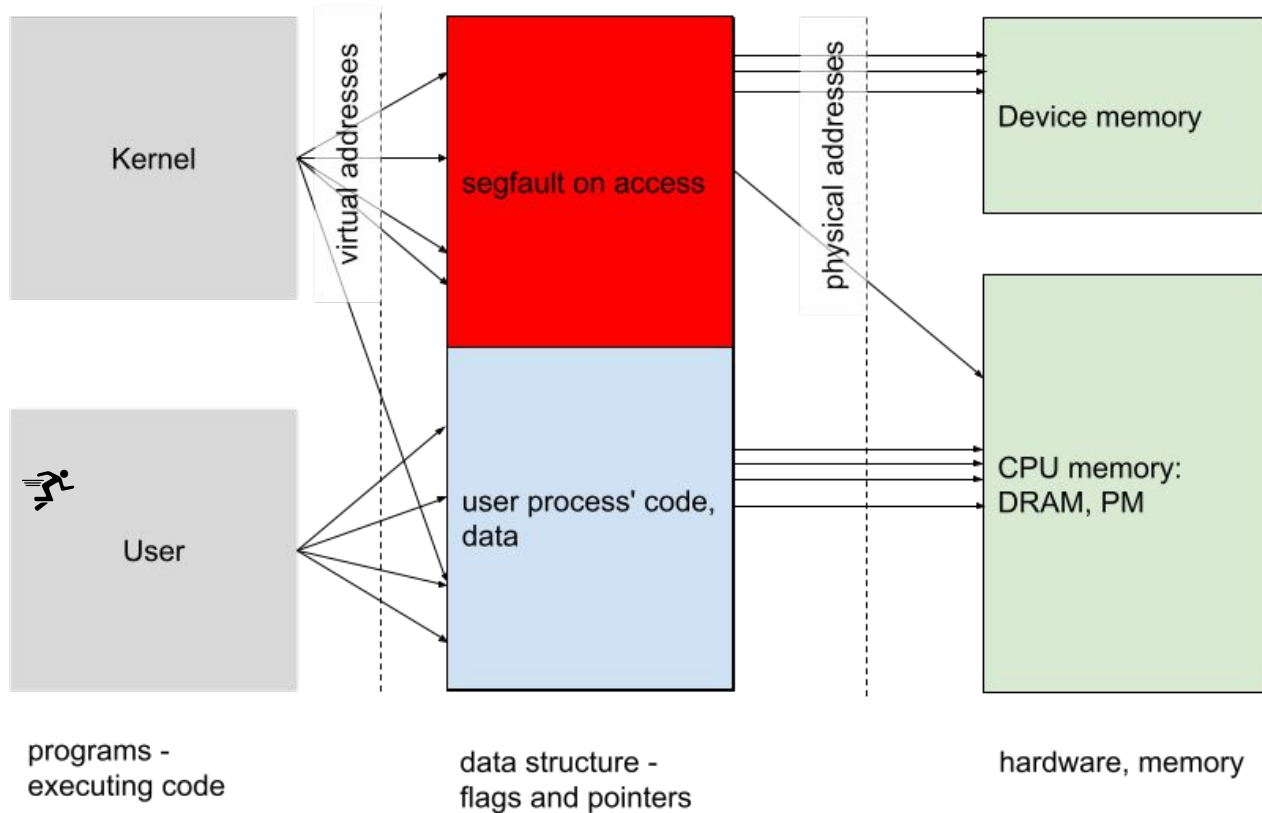 Kernel
virtual addresses
segfault on access
physical addresses
Device memory
User
user process' code,
data
CPU memory:
DRAM, PM
programs -
executing code
data structure -
flags and pointers
hardware, memory